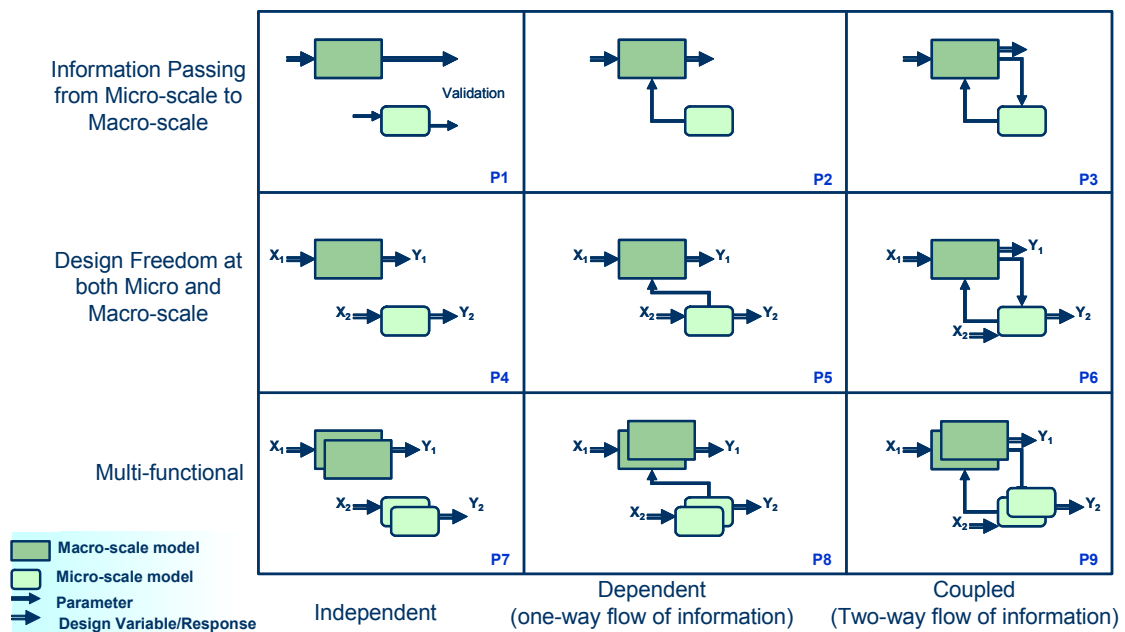 Information Passing
from Micro-scale to
Macro-scale
Validation
P1
P2
P3
Design Freedom at
both Micro and
Macro-scale
X₁ Y₁
X₂ Y₂
P4
X₁ Y₁
X₂ Y₂
P5
X₁ Y₁
X₂ Y₂
P6
Multi-functional
X₁ Y₁
X₂ Y₂
P7
X₁ Y₁
X₂ Y₂
P8
X₁ Y₁
X₂ Y₂
P9
Macro-scale model
Micro-scale model
Parameter
Design Variable/Response
Independent
Dependent
(one-way flow of information)
Coupled
(Two-way flow of information)